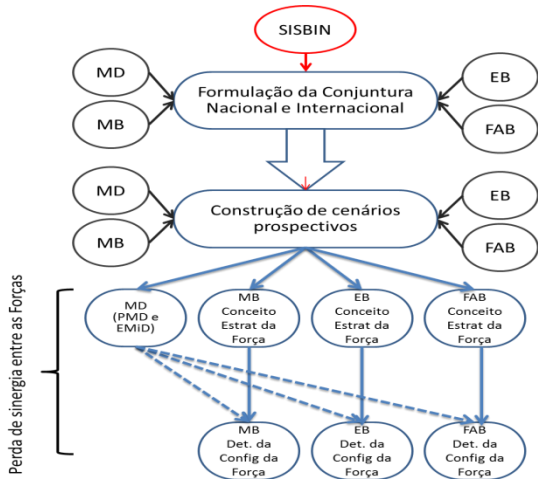 SISBIN
MD
Formulação da Conjuntura
Nacional e Internacional
EB
MB
FAB
MD
Construção de cenários
prospectivos
EB
MB
FAB
Perda de sinergia entre as Forças
MD
(PMD e
EMiD)
MB
Conceito
Estrat da
Força
EB
Conceito
Estrat da
Força
FAB
Conceito
Estrat da
Força
MB
Det. da
Config da
Força
EB
Det. da
Config da
Força
FAB
Det. da
Config da
Força